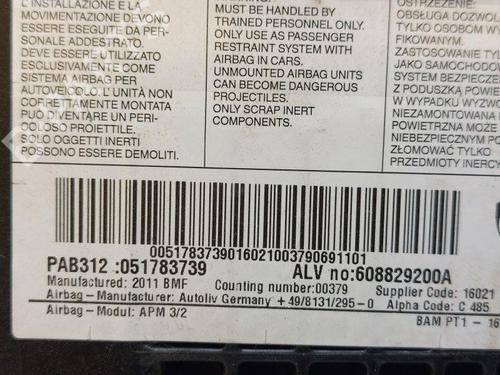 L'INSTALLAZIONE E LA
MOVIMENTAZIONE DEVONO
ESSERE ESEGUITE DA PER-
SONALE ADDESTRATO.
DEVE ESSERE UTILIZZATO
ESCLUSIVAMENTE COME
SISTEMA AIRBAG PER
AUTOVEICOLO. L'UNITÀ NON
CORRETTAMENTE MONTATA
PUÒ DIVENTARE UN PERI-
COLOSO PROIETTILE.
SOLO OGGETTI INERTI
POSSONO ESSERE DEMOLITI.
MUST BE HANDLED BY
TRAINED PERSONNEL ONLY.
ONLY USE AS PASSENGER
RESTRAINT SYSTEM WITH
AIRBAG IN CARS.
UNMOUNTED AIRBAG UNITS
CAN BECOME DANGEROUS
PROJECTILES.
ONLY SCRAP INERT
COMPONENTS.
OSTRZEŻENIE:
OBSŁUGA DOZWOL
TYLKO OSOBOM W
FIKOWANYM.
ZASTOSOWANIE TYL
JAKO SAMOCHODOW
SYSTEM BEZPIECZE
Z PODUSZKĄ POWIE
W WYPADKU WYZW
NIEZAMONTOWANA P
POWIETRZNA MOŻE
STANOWIĆ NIEBEZPI
ZŁOMOWAĆ TYLKO
PRZEDMIOTY INERCY
00517837390160210037906911​01
PAB312 :051783739
ALV no:608829200A
Manufactured: 2011 BMF
Counting number:00379
Supplier Code: 16021
Airbag - Manufacturer: Autoliv Germany +49/8131/295-0
Alpha Code: C 485
Airbag - Modul: APM 3/2
BAM PT1 - 16